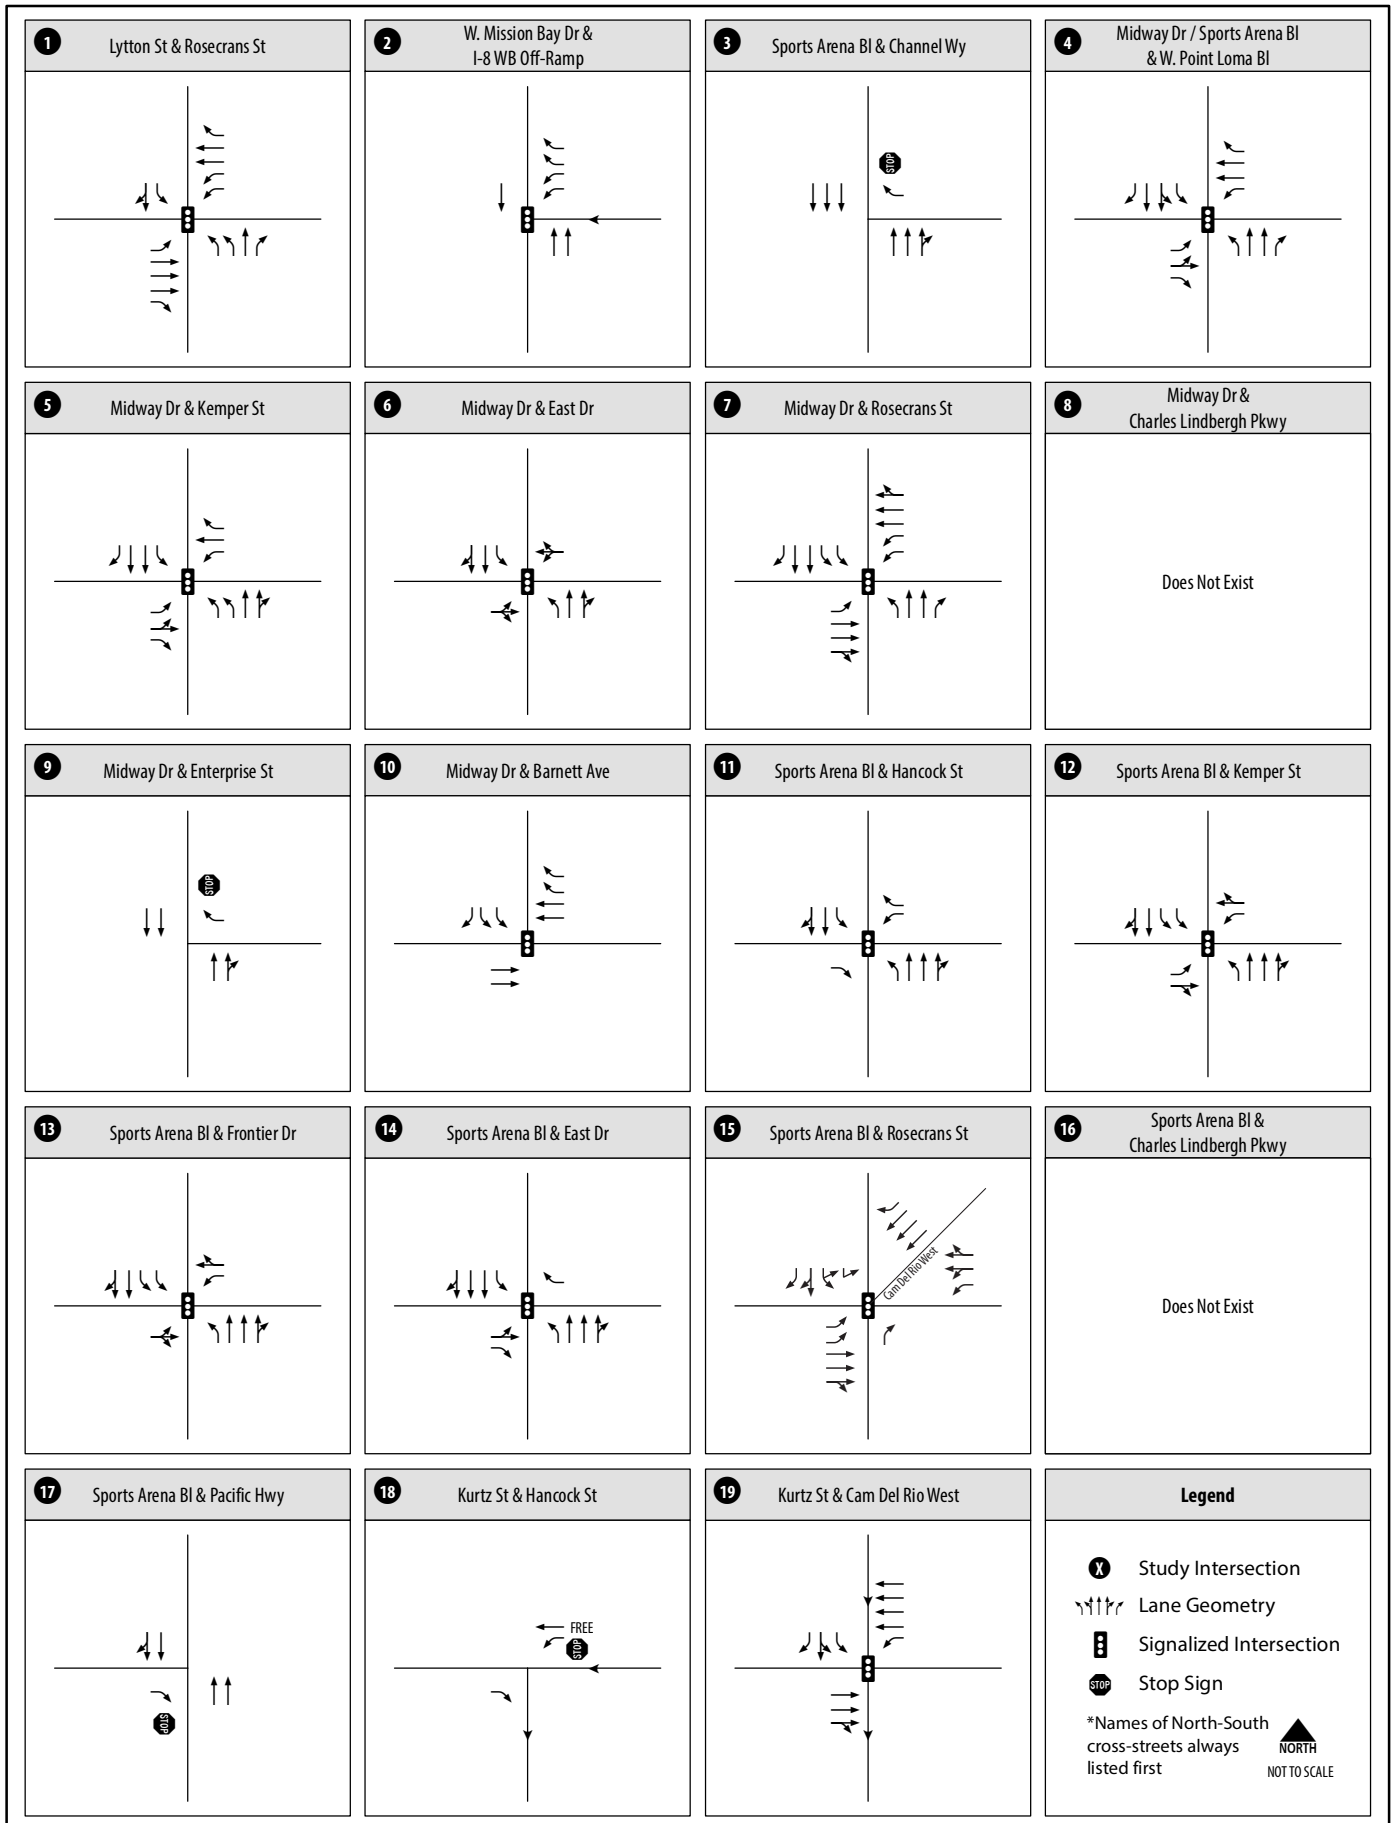 1
Lytton St & Rosecrans St
2
W. Mission Bay Dr &
I-8 WB Off-Ramp
3
Sports Arena Bl & Channel Wy
STOP
4
Midway Dr / Sports Arena Bl
& W. Point Loma Bl
5
Midway Dr & Kemper St
6
Midway Dr & East Dr
7
Midway Dr & Rosecrans St
8
Midway Dr &
Charles Lindbergh Pkwy
Does Not Exist
9
Midway Dr & Enterprise St
STOP
10
Midway Dr & Barnett Ave
11
Sports Arena Bl & Hancock St
12
Sports Arena Bl & Kemper St
13
Sports Arena Bl & Frontier Dr
14
Sports Arena Bl & East Dr
15
Sports Arena Bl & Rosecrans St
Cam Del Rio West
16
Sports Arena Bl &
Charles Lindbergh Pkwy
Does Not Exist
17
Sports Arena Bl & Pacific Hwy
STOP
18
Kurtz St & Hancock St
FREE
STOP
19
Kurtz St & Cam Del Rio West
Legend
X Study Intersection
Lane Geometry
Signalized Intersection
STOP Stop Sign
*Names of North-South
cross-streets always
listed first
NORTH
NOT TO SCALE